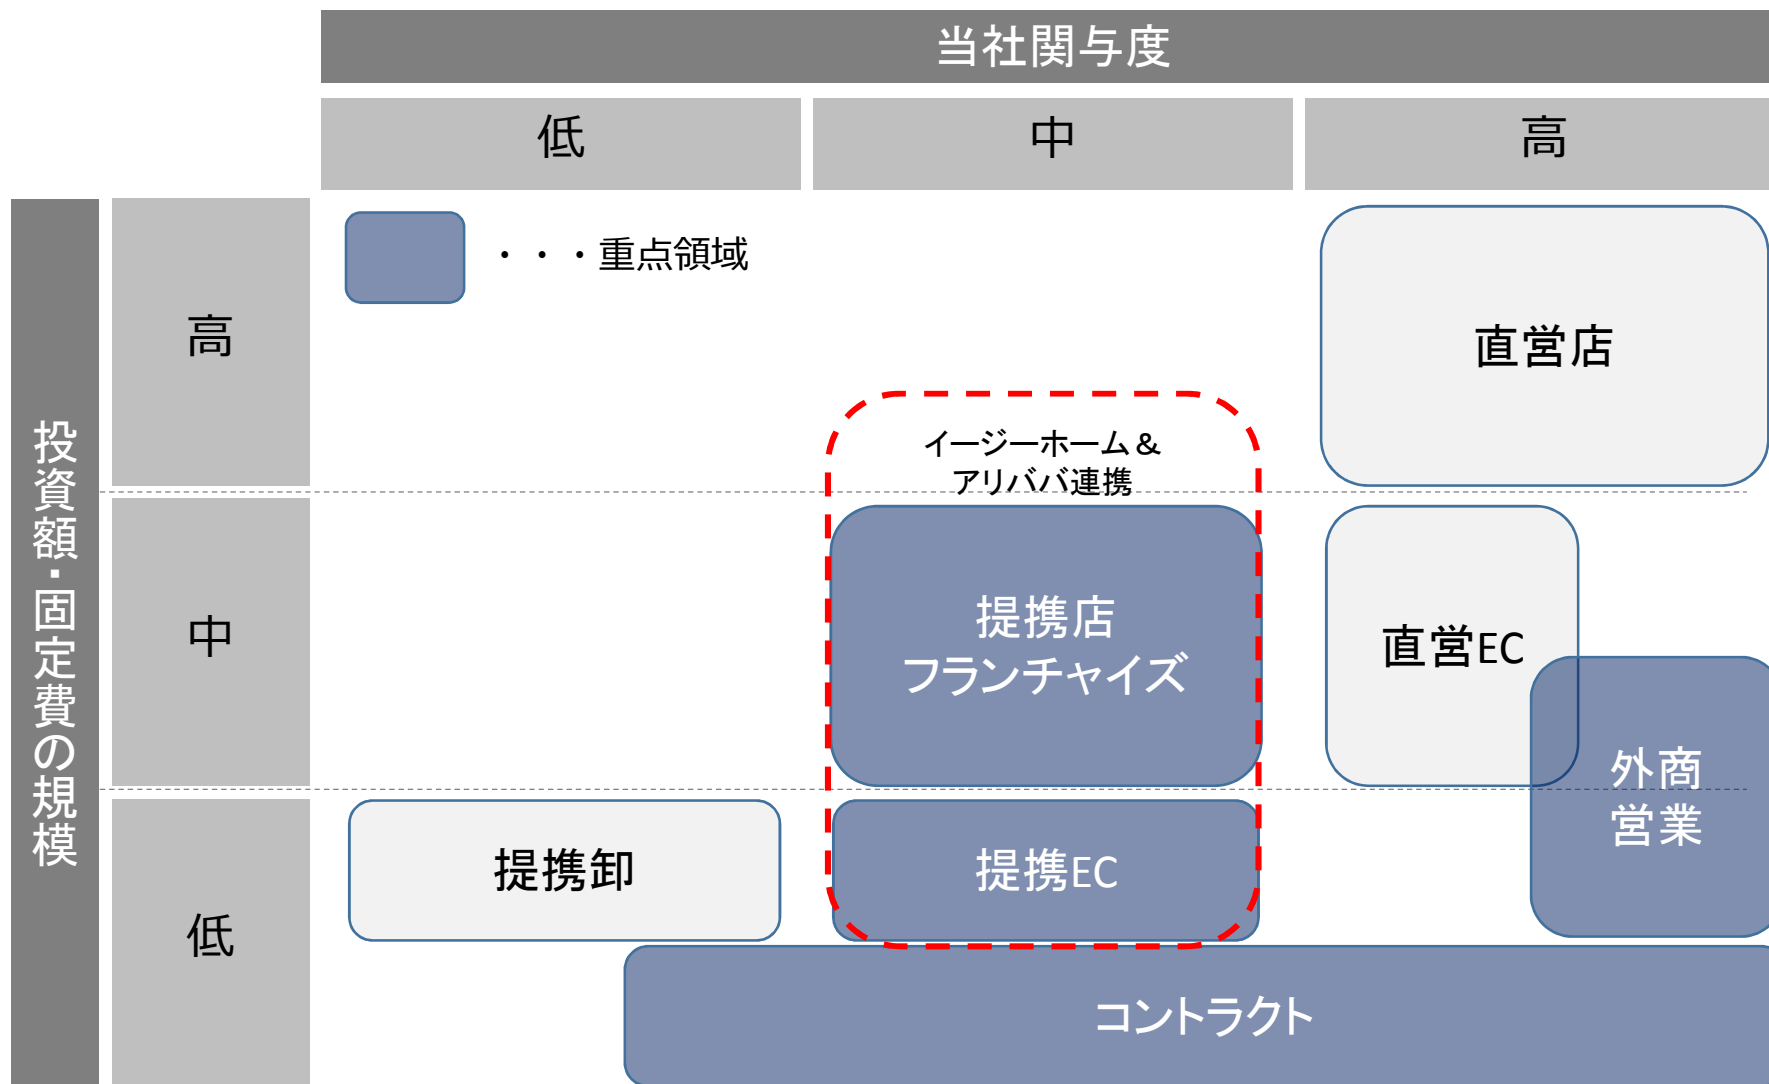 当社関与度
低
中
高
投資額・固定費の規模
高
・・・重点領域
直営店
イージーホーム＆
アリババ連携
中
提携店
フランチャイズ
直営EC
外商
営業
低
提携卸
提携EC
コントラクト